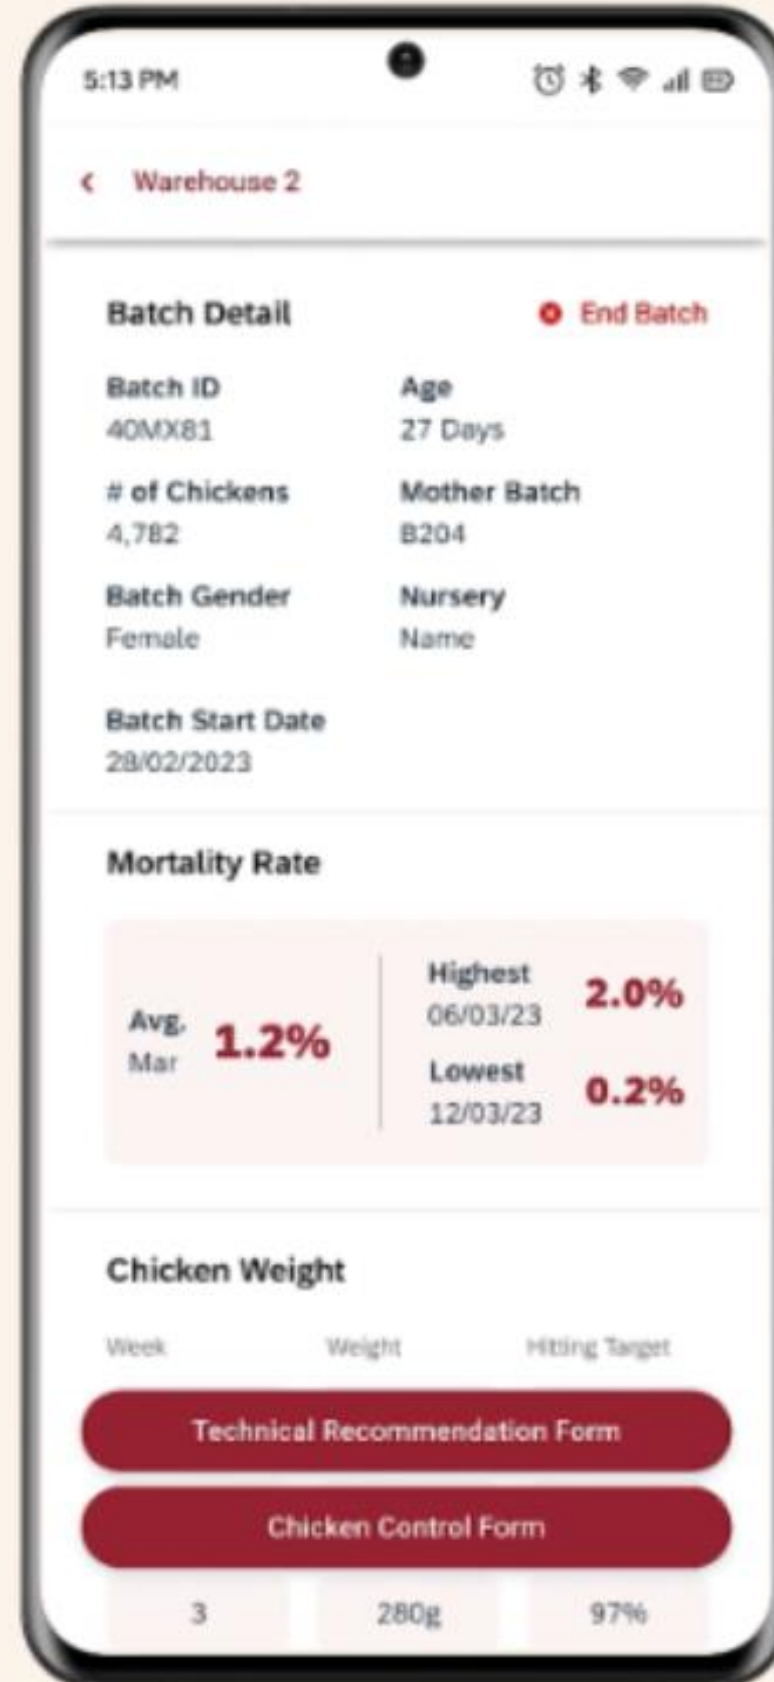 5:13 PM
Warehouse 2
Batch Detail
End Batch
Batch ID
Age
40MX81
27 Days
# of Chickens
Mother Batch
4,782
B204
Batch Gender
Nursery
Female
Name
Batch Start Date
28/02/2023
Mortality Rate
Avg.
Mar
1.2%
Highest
06/03/23
2.0%
Lowest
12/03/23
0.2%
Chicken Weight
Week
Weight
Hitting Target
Technical Recommendation Form
Chicken Control Form
3
280g
97%